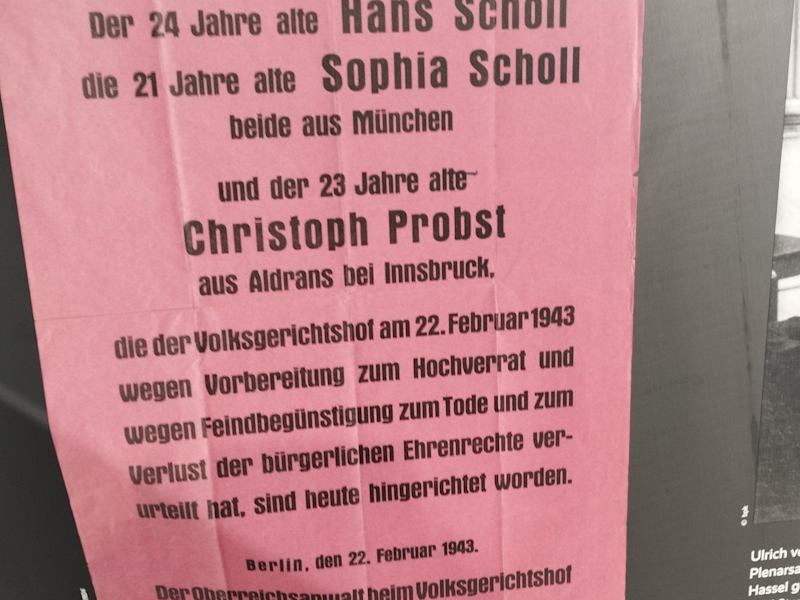 Der 24 Jahre alte Hans Scholl
die 21 Jahre alte Sophia Scholl
beide aus München
und der 23 Jahre alte
Christoph Probst
aus Aldrans bei Innsbruck,
die der Volksgerichtshof am 22. Februar 1943
wegen Vorbereitung zum Hochverrat und
wegen Feindbegünstigung zum Tode und zum
Verlust der bürgerlichen Ehrenrechte ver-
urteilt hat, sind heute hingerichtet worden.
Berlin, den 22. Februar 1943.
Der Oberreichsanwalt beim Volksgerichtshof
Ulrich
Plenarsa
Hassel g